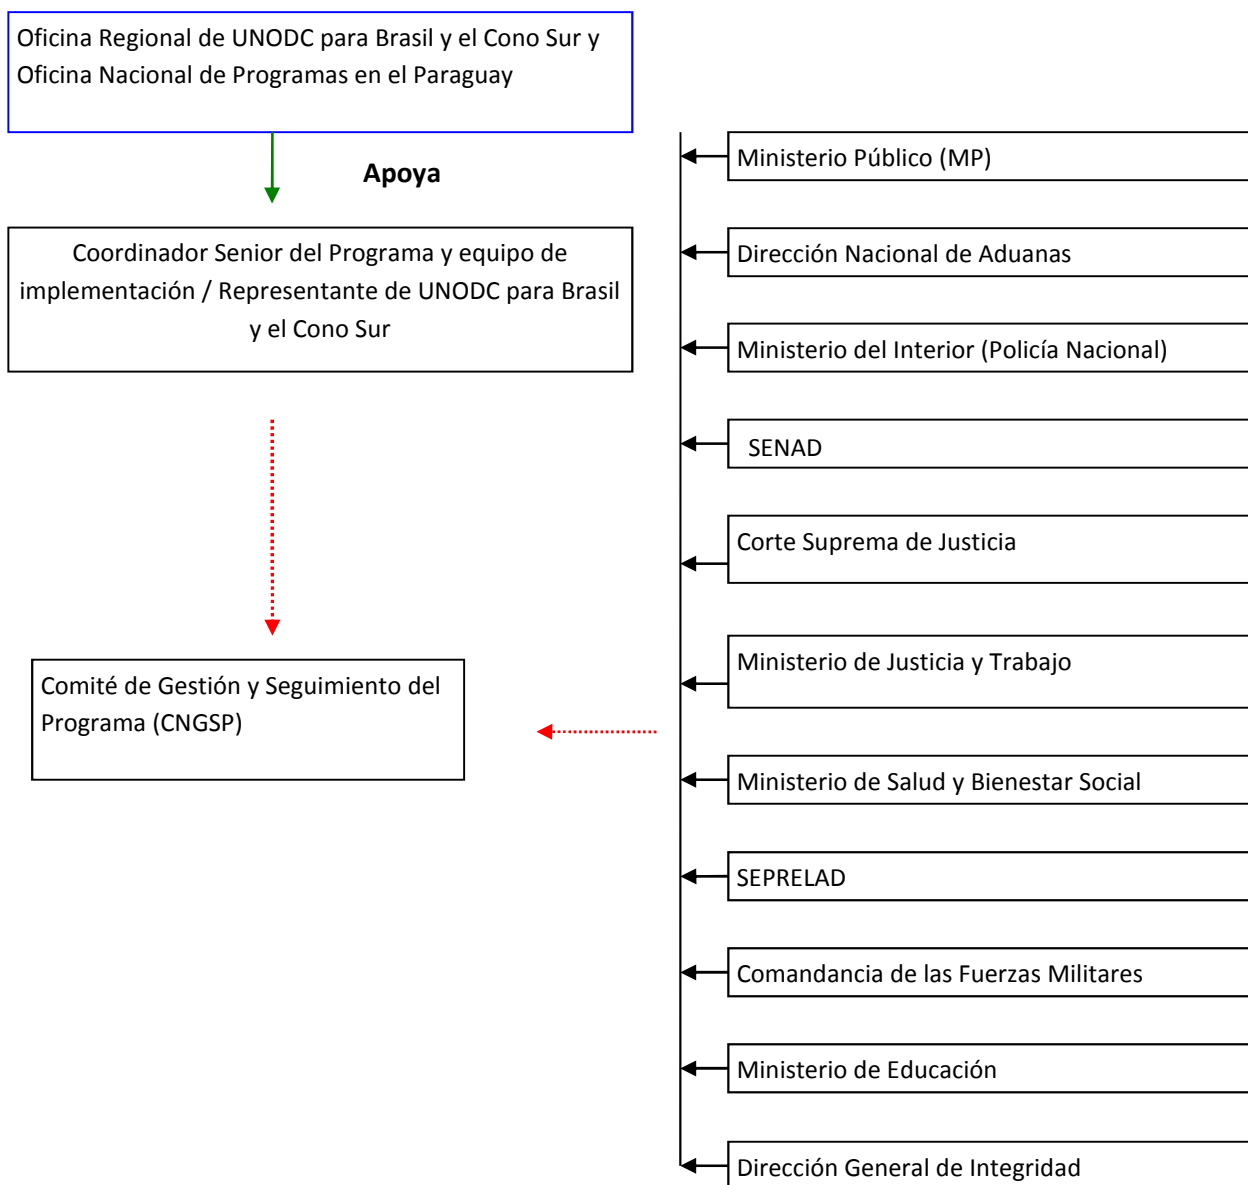 Oficina Regional de UNODC para Brasil y el Cono Sur y
Oficina Nacional de Programas en el Paraguay
Apoya
Coordinador Senior del Programa y equipo de
implementación / Representante de UNODC para Brasil
y el Cono Sur
Comité de Gestión y Seguimiento del
Programa (CNGSP)
Ministerio Público (MP)
Dirección Nacional de Aduanas
Ministerio del Interior (Policía Nacional)
SENAD
Corte Suprema de Justicia
Ministerio de Justicia y Trabajo
Ministerio de Salud y Bienestar Social
SEPRELAD
Comandancia de las Fuerzas Militares
Ministerio de Educación
Dirección General de Integridad